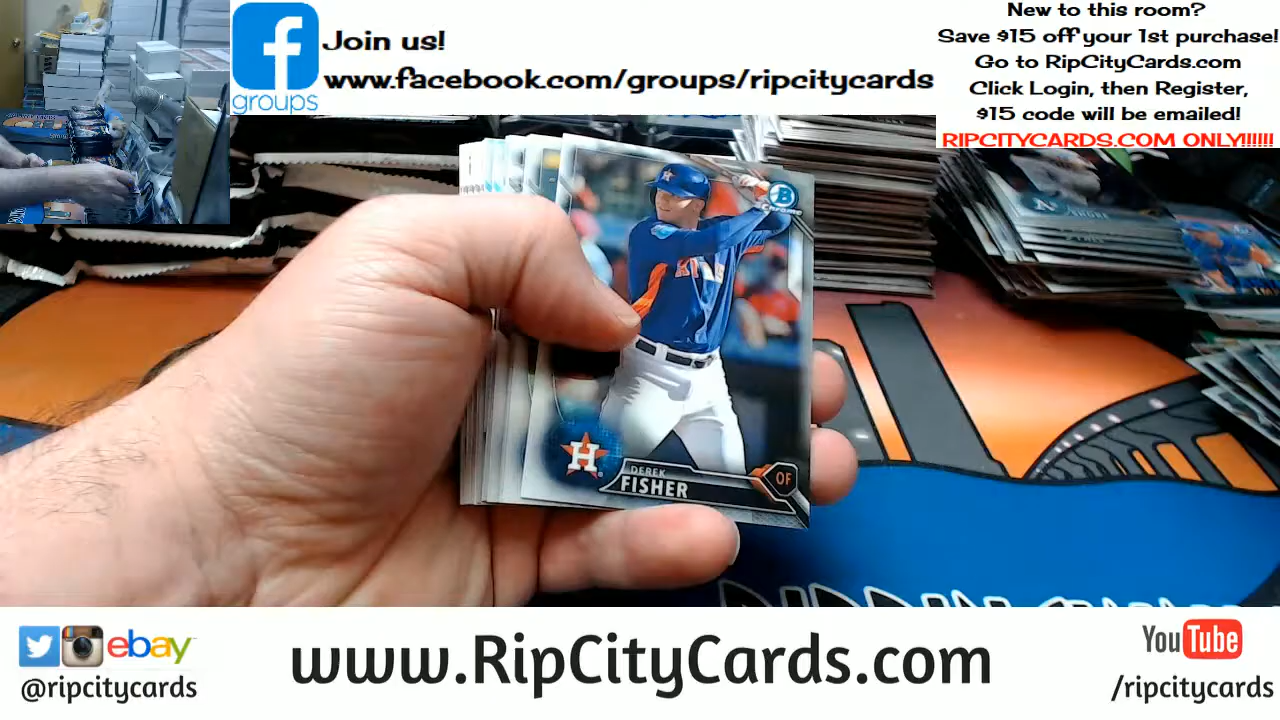 f
groups
Join us!
www.facebook.com/groups/ripcitycards
New to this room?
Save $15 off your 1st purchase!
Go to RipCityCards.com
Click Login, then Register,
$15 code will be emailed!
RIPCITYCARDS.COM ONLY!!!!!!
B
CHROME
H
DEREK
FISHER
OF
A's
ebay
@ripcitycards
www.RipCityCards.com
YouTube
/ripcitycards